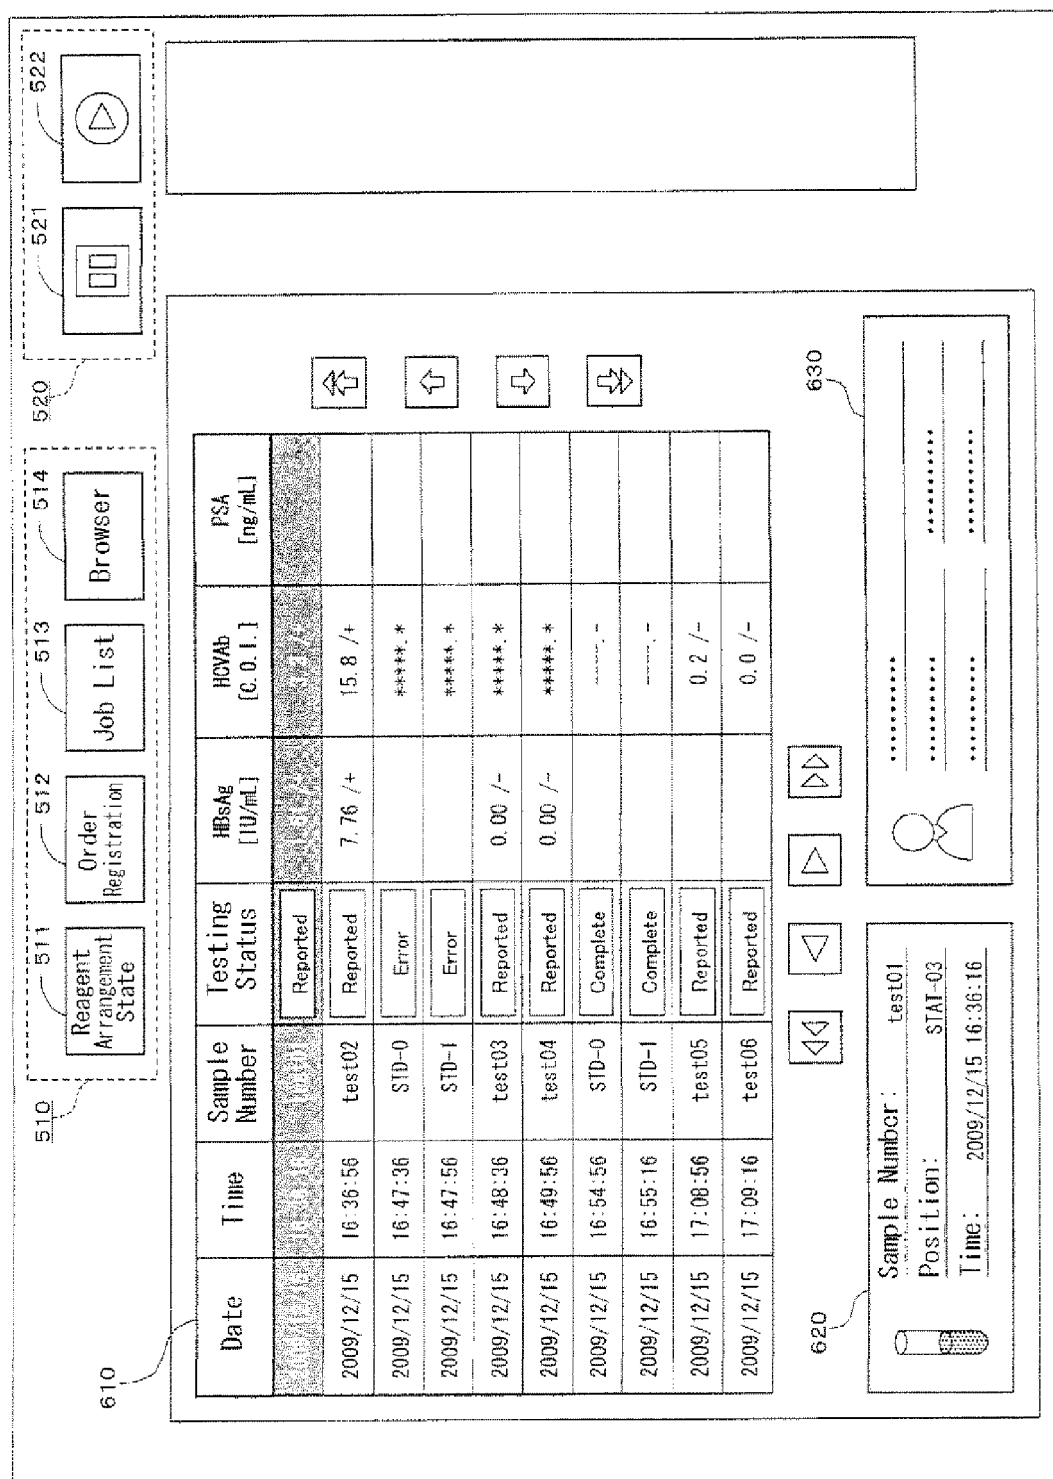 510
511
512
513
514
520
521
522
Reagent
Arrangement
State
Order
Registration
Job List
Browser
610
Date Time Sample Number Testing Status HBsAg [IU/mL] HCVAb [C.O.I.] PSA [ng/mL]
Reported
2009/12/15 16:36:56 test02 Reported 7.76 /+ 15.8 /+
2009/12/15 16:47:36 STD-0 Error *****.*
2009/12/15 16:47:56 STD-1 Error *****.*
2009/12/15 16:48:36 test03 Reported 0.00 /- *****.*
2009/12/15 16:49:56 test04 Reported 0.00 /- *****.*
2009/12/15 16:54:56 STD-0 Complete -----.-
2009/12/15 16:55:16 STD-1 Complete -----.-
2009/12/15 17:08:56 test05 Reported 0.2 /-
2009/12/15 17:09:16 test06 Reported 0.0 /-
620
Sample Number: test01
Position: STAT-03
Time: 2009/12/15 16:36:16
630